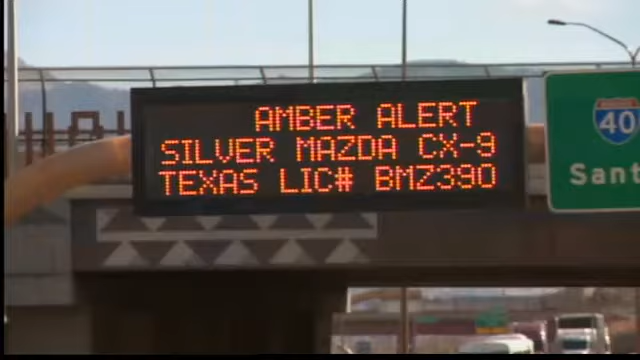 AMBER ALERT
SILVER MAZDA CX-9
TEXAS LIC# BMZ390
40
Sant